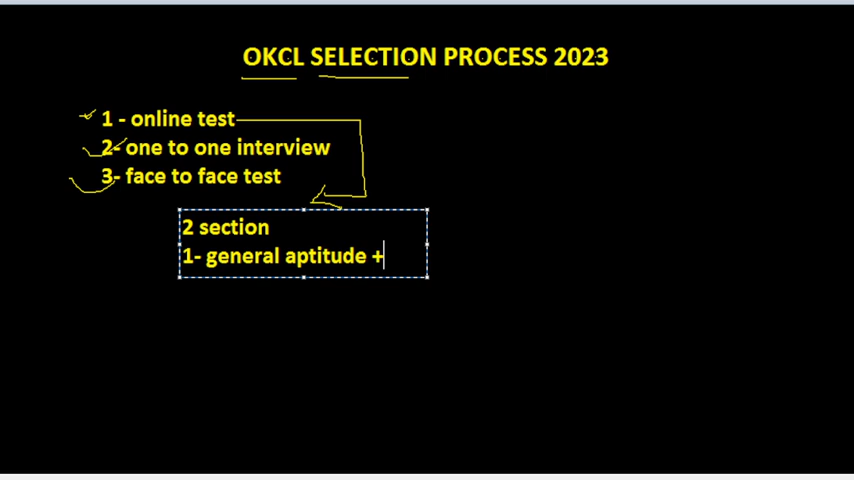 OKCL SELECTION PROCESS 2023
1 - online test
2- one to one interview
3- face to face test
2 section
1- general aptitude +